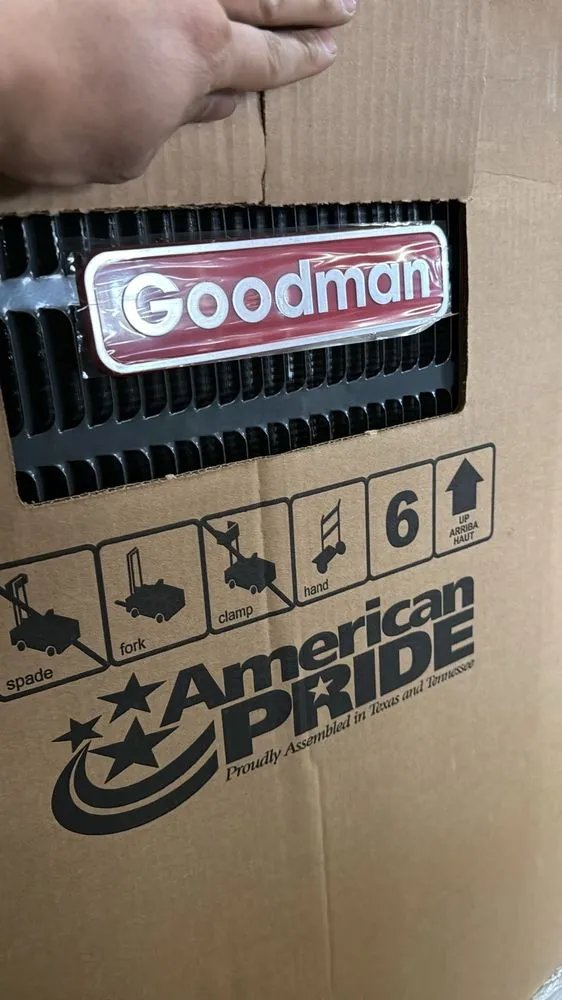 Goodman
spade
fork
clamp
hand
6
UP
ARRIBA
HAUT
American
PRIDE
Proudly Assembled in Texas and Tennessee